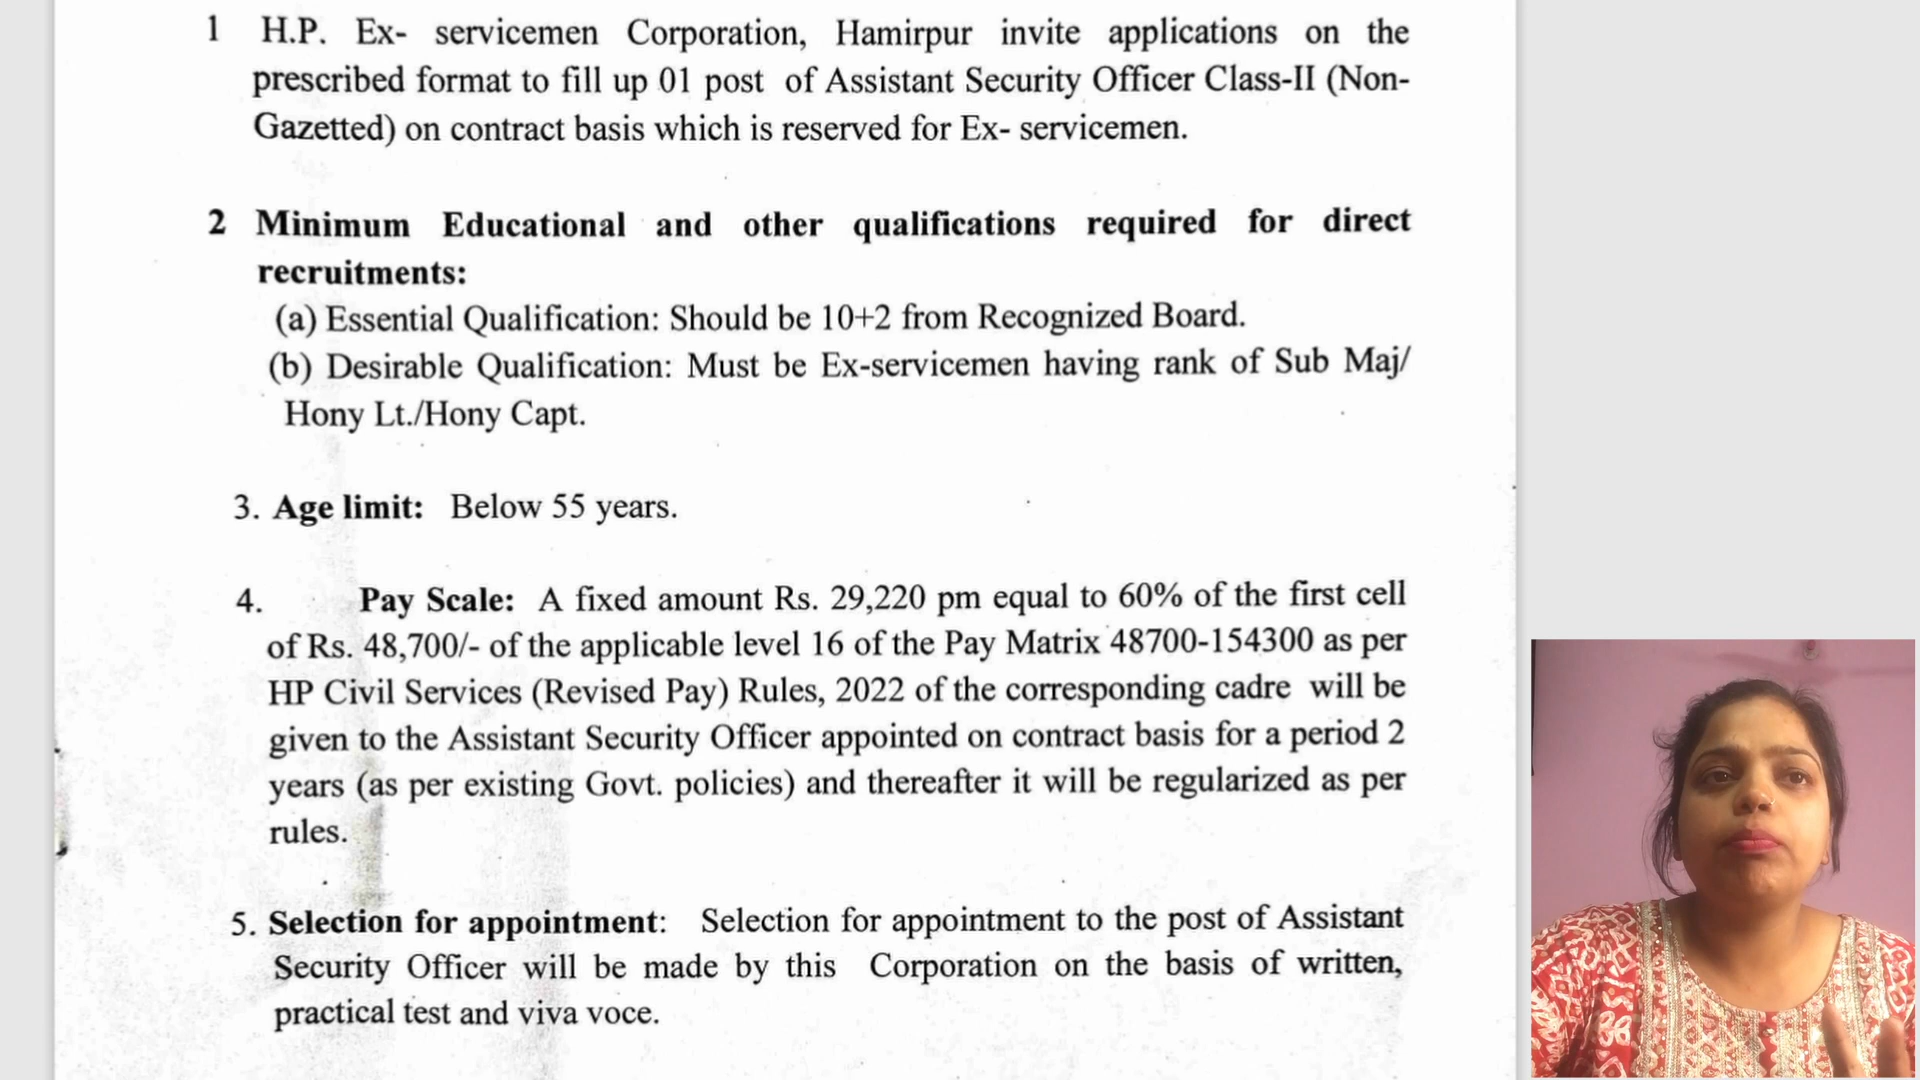 1 H.P. Ex- servicemen Corporation, Hamirpur invite applications on the
prescribed format to fill up 01 post of Assistant Security Officer Class-II (Non-
Gazetted) on contract basis which is reserved for Ex- servicemen.
2 Minimum Educational and other qualifications required for direct
recruitments:
(a) Essential Qualification: Should be 10+2 from Recognized Board.
(b) Desirable Qualification: Must be Ex-servicemen having rank of Sub Maj/
Hony Lt./Hony Capt.
3. Age limit: Below 55 years.
4. Pay Scale: A fixed amount Rs. 29,220 pm equal to 60% of the first cell
of Rs. 48,700/- of the applicable level 16 of the Pay Matrix 48700-154300 as per
HP Civil Services (Revised Pay) Rules, 2022 of the corresponding cadre will be
given to the Assistant Security Officer appointed on contract basis for a period 2
years (as per existing Govt. policies) and thereafter it will be regularized as per
rules.
5. Selection for appointment: Selection for appointment to the post of Assistant
Security Officer will be made by this Corporation on the basis of written,
practical test and viva voce.